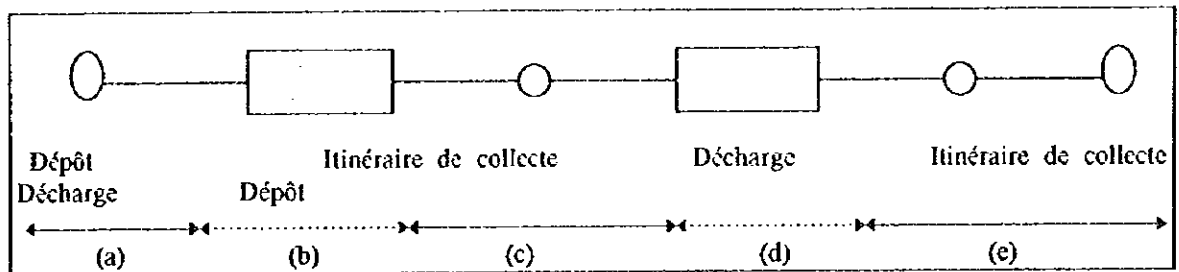 Dépôt Itinéraire de collecte Décharge Itinéraire de collecte
Décharge Dépôt
(a) (b) (c) (d) (e)